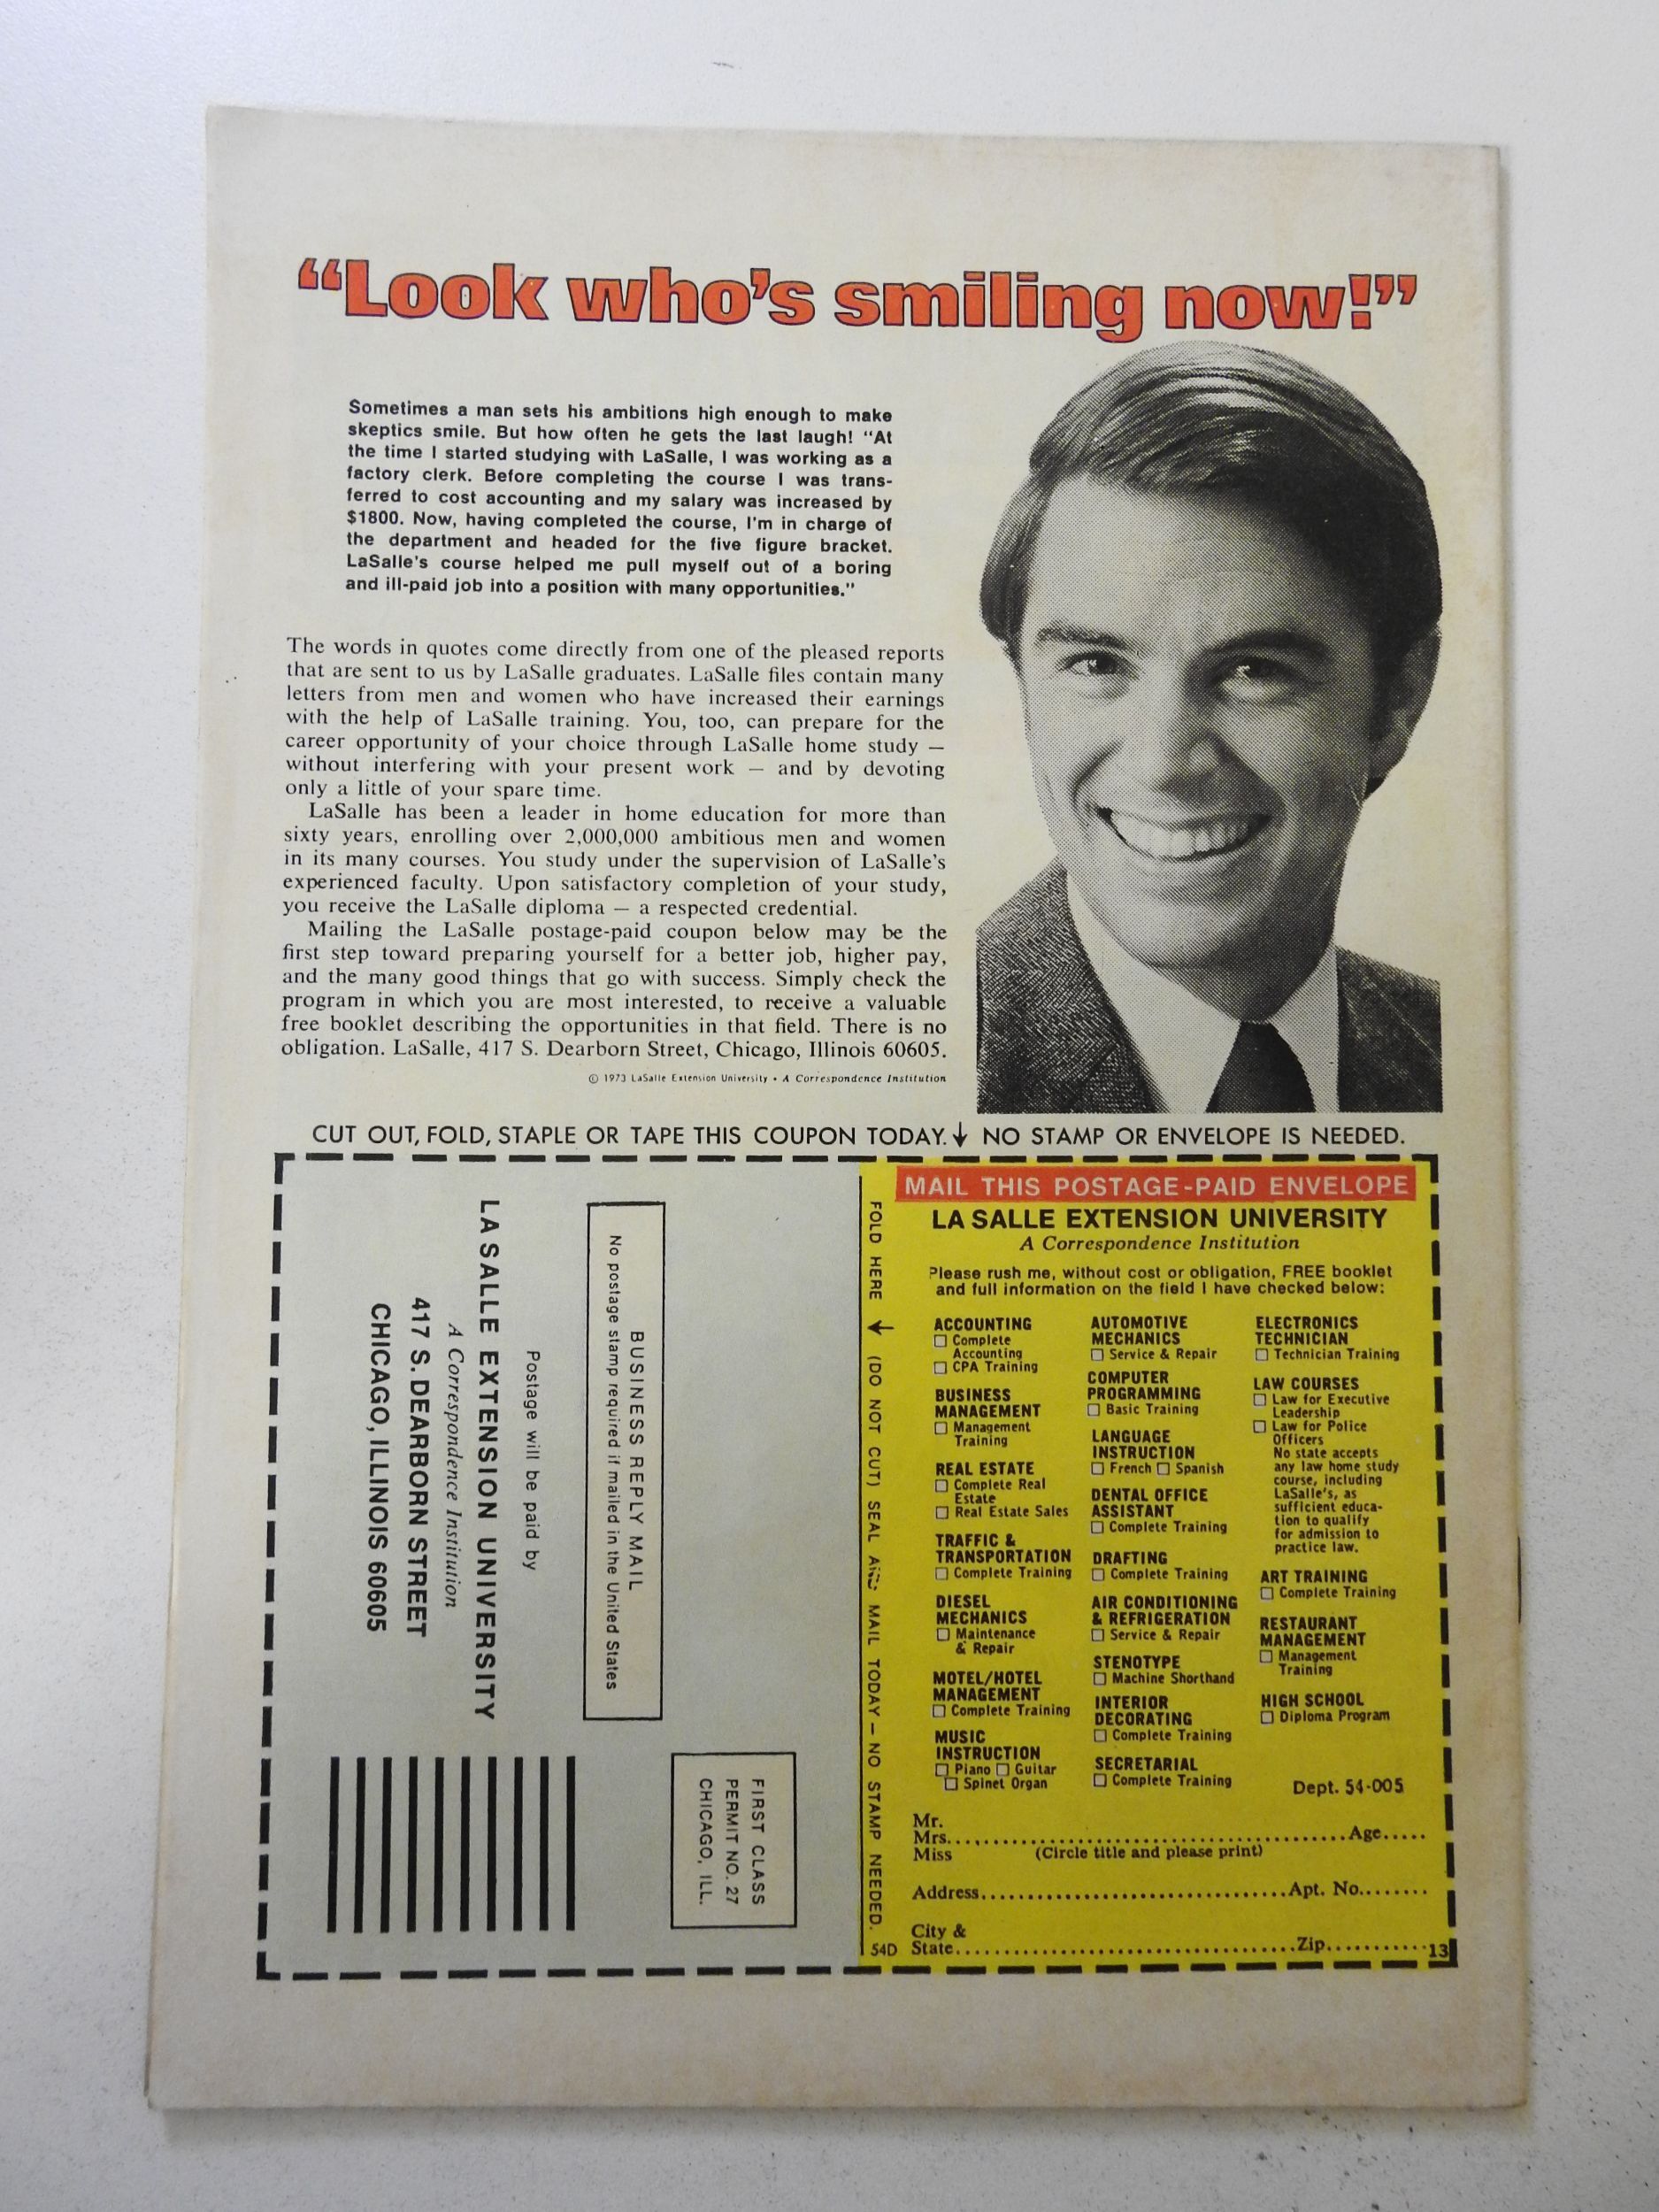 “Look who’s smiling now!”
Sometimes a man sets his ambitions high enough to make
skeptics smile. But how often he gets the last laugh! “At
the time I started studying with LaSalle, I was working as a
factory clerk. Before completing the course I was trans-
ferred to cost accounting and my salary was increased by
$1800. Now, having completed the course, I’m in charge of
the department and headed for the five figure bracket.
LaSalle’s course helped me pull myself out of a boring
and ill-paid job into a position with many opportunities.”
The words in quotes come directly from one of the pleased reports
that are sent to us by LaSalle graduates. LaSalle files contain many
letters from men and women who have increased their earnings
with the help of LaSalle training. You, too, can prepare for the
career opportunity of your choice through LaSalle home study —
without interfering with your present work — and by devoting
only a little of your spare time.
LaSalle has been a leader in home education for more than
sixty years, enrolling over 2,000,000 ambitious men and women
in its many courses. You study under the supervision of LaSalle’s
experienced faculty. Upon satisfactory completion of your study,
you receive the LaSalle diploma — a respected credential.
Mailing the LaSalle postage-paid coupon below may be the
first step toward preparing yourself for a better job, higher pay,
and the many good things that go with success. Simply check the
program in which you are most interested, to receive a valuable
free booklet describing the opportunities in that field. There is no
obligation. LaSalle, 417 S. Dearborn Street, Chicago, Illinois 60605.
© 1973 LaSalle Extension University • A Correspondence Institution
CUT OUT, FOLD, STAPLE OR TAPE THIS COUPON TODAY. NO STAMP OR ENVELOPE IS NEEDED.
FIRST CLASS
PERMIT NO. 27
CHICAGO, ILL.
BUSINESS REPLY MAIL
No postage stamp required if mailed in the United States
Postage will be paid by
LA SALLE EXTENSION UNIVERSITY
A Correspondence Institution
417 S. DEARBORN STREET
CHICAGO, ILLINOIS 60605
FOLD HERE (DO NOT CUT) SEAL AND MAIL TODAY — NO STAMP NEEDED.
54D
MAIL THIS POSTAGE-PAID ENVELOPE
LA SALLE EXTENSION UNIVERSITY
A Correspondence Institution
Please rush me, without cost or obligation, FREE booklet
and full information on the field I have checked below:
ACCOUNTING
Complete
Accounting
CPA Training
BUSINESS
MANAGEMENT
Management
Training
REAL ESTATE
Complete Real
Estate
Real Estate Sales
TRAFFIC &
TRANSPORTATION
Complete Training
DIESEL
MECHANICS
Maintenance
& Repair
MOTEL/HOTEL
MANAGEMENT
Complete Training
MUSIC
INSTRUCTION
Piano Guitar
Spinet Organ
AUTOMOTIVE
MECHANICS
Service & Repair
COMPUTER
PROGRAMMING
Basic Training
LANGUAGE
INSTRUCTION
French Spanish
DENTAL OFFICE
ASSISTANT
Complete Training
DRAFTING
Complete Training
AIR CONDITIONING
& REFRIGERATION
Service & Repair
STENOTYPE
Machine Shorthand
INTERIOR
DECORATING
Complete Training
SECRETARIAL
Complete Training
ELECTRONICS
TECHNICIAN
Technician Training
LAW COURSES
Law for Executive
Leadership
Law for Police
Officers
No state accepts
any law home study
course, including
LaSalle’s, as
sufficient educa-
tion to qualify
for admission to
practice law.
ART TRAINING
Complete Training
RESTAURANT
MANAGEMENT
Management
Training
HIGH SCHOOL
Diploma Program
Dept. 54-005
Mr.
Mrs. Age
Miss (Circle title and please print)
Address Apt. No.
City &
State Zip 13